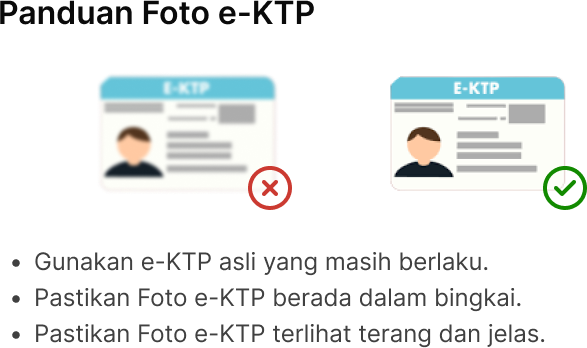 Panduan Foto e-KTP
E-KTP
E-KTP
Gunakan e-KTP asli yang masih berlaku.
Pastikan Foto e-KTP berada dalam bingkai.
Pastikan Foto e-KTP terlihat terang dan jelas.